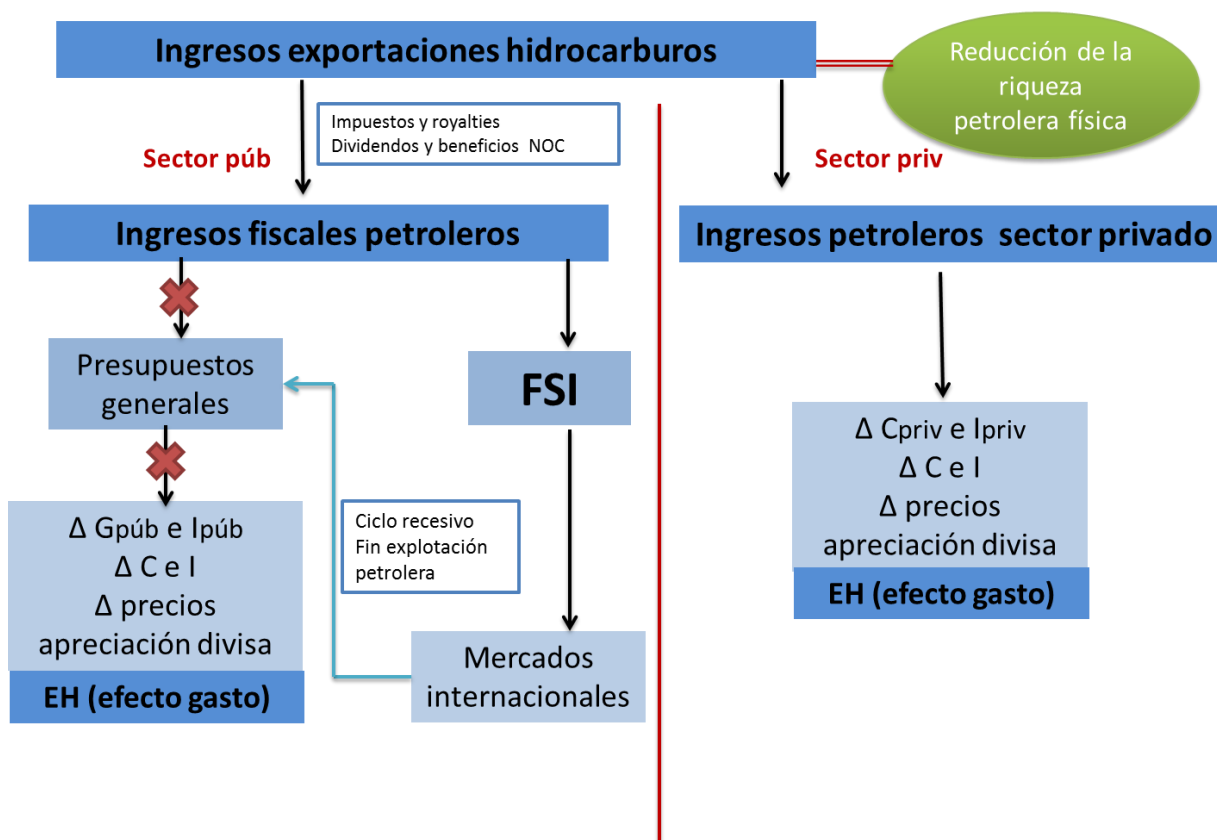 Ingresos exportaciones hidrocarburos
Reducción de la
riqueza
petrolera física
Impuestos y royalties
Dividendos y beneficios NOC
Sector púb
Sector priv
Ingresos fiscales petroleros
Ingresos petroleros sector privado
Presupuestos
generales
FSI
Δ Gpúb e Ipúb
Δ C e I
Δ precios
apreciación divisa
EH (efecto gasto)
Ciclo recesivo
Fin explotación
petrolera
Mercados
internacionales
Δ Cpriv e Ipriv
Δ C e I
Δ precios
apreciación divisa
EH (efecto gasto)